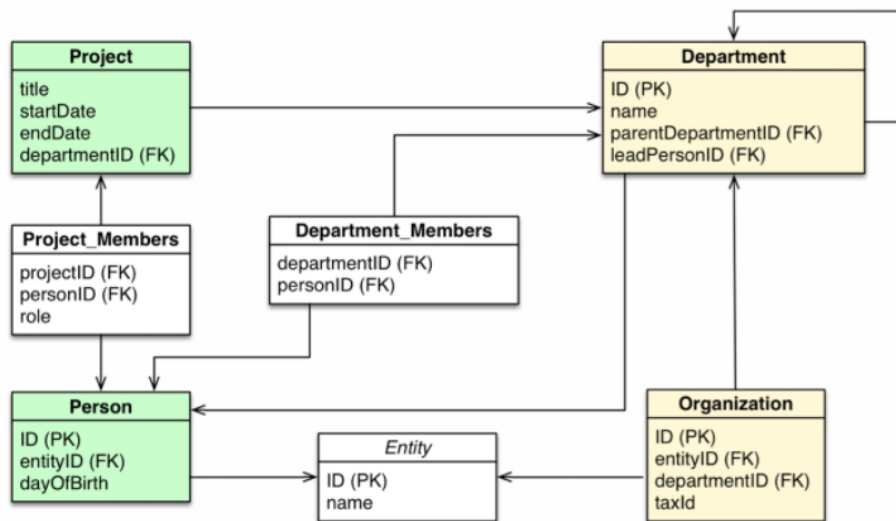 Project
title
startDate
endDate
departmentID (FK)
Department
ID (PK)
name
parentDepartmentID (FK)
leadPersonID (FK)
Project_Members
projectID (FK)
personID (FK)
role
Department_Members
departmentID (FK)
personID (FK)
Person
ID (PK)
entityID (FK)
dayOfBirth
Entity
ID (PK)
name
Organization
ID (PK)
entityID (FK)
departmentID (FK)
taxId